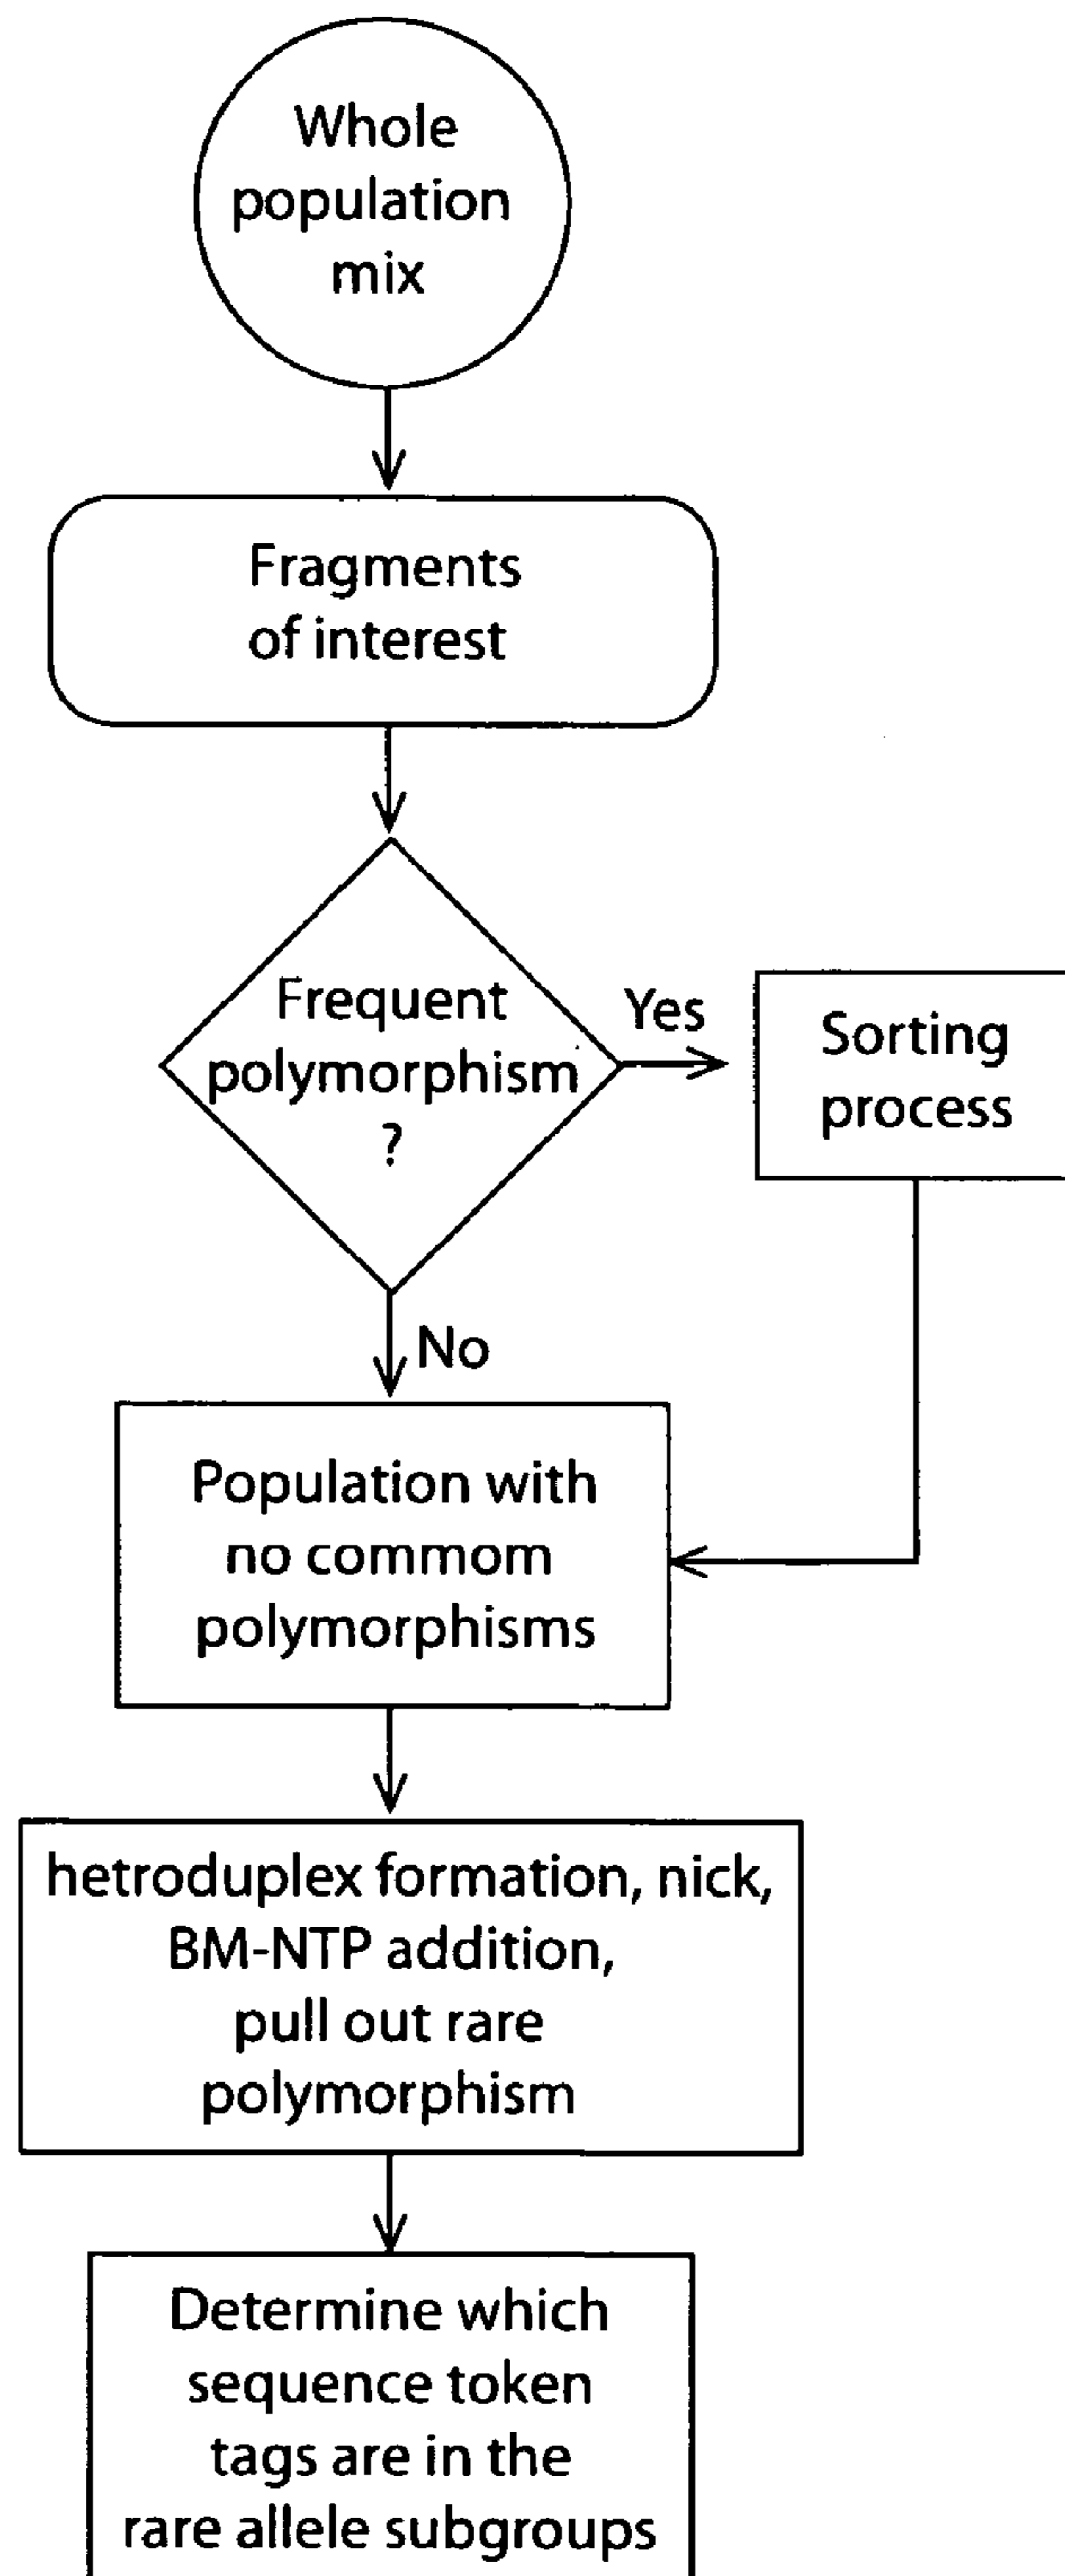 Whole
population
mix
Fragments
of interest
Frequent
polymorphism
?
Yes
Sorting
process
No
Population with
no commom
polymorphisms
hetroduplex formation, nick,
BM-NTP addition,
pull out rare
polymorphism
Determine which
sequence token
tags are in the
rare allele subgroups